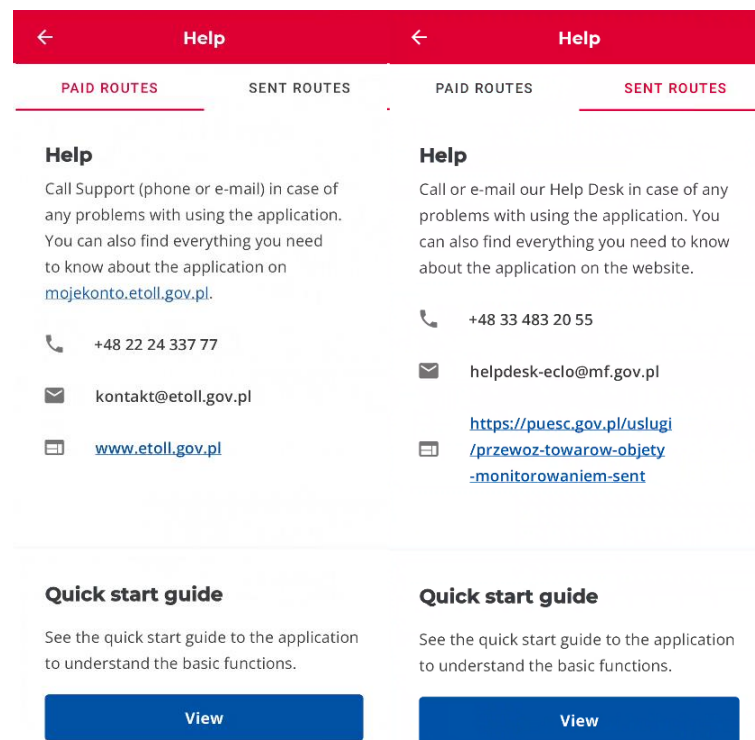 Help
PAID ROUTES
SENT ROUTES
Help
Call Support (phone or e-mail) in case of
any problems with using the application.
You can also find everything you need
to know about the application on
mojekonto.etoll.gov.pl.
+48 22 24 337 77
kontakt@etoll.gov.pl
www.etoll.gov.pl
Quick start guide
See the quick start guide to the application
to understand the basic functions.
View
Help
PAID ROUTES
SENT ROUTES
Help
Call or e-mail our Help Desk in case of any
problems with using the application. You
can also find everything you need to know
about the application on the website.
+48 33 483 20 55
helpdesk-eclo@mf.gov.pl
https://puesc.gov.pl/uslugi
/przewoz-towarow-objety
-monitorowaniem-sent
Quick start guide
See the quick start guide to the application
to understand the basic functions.
View